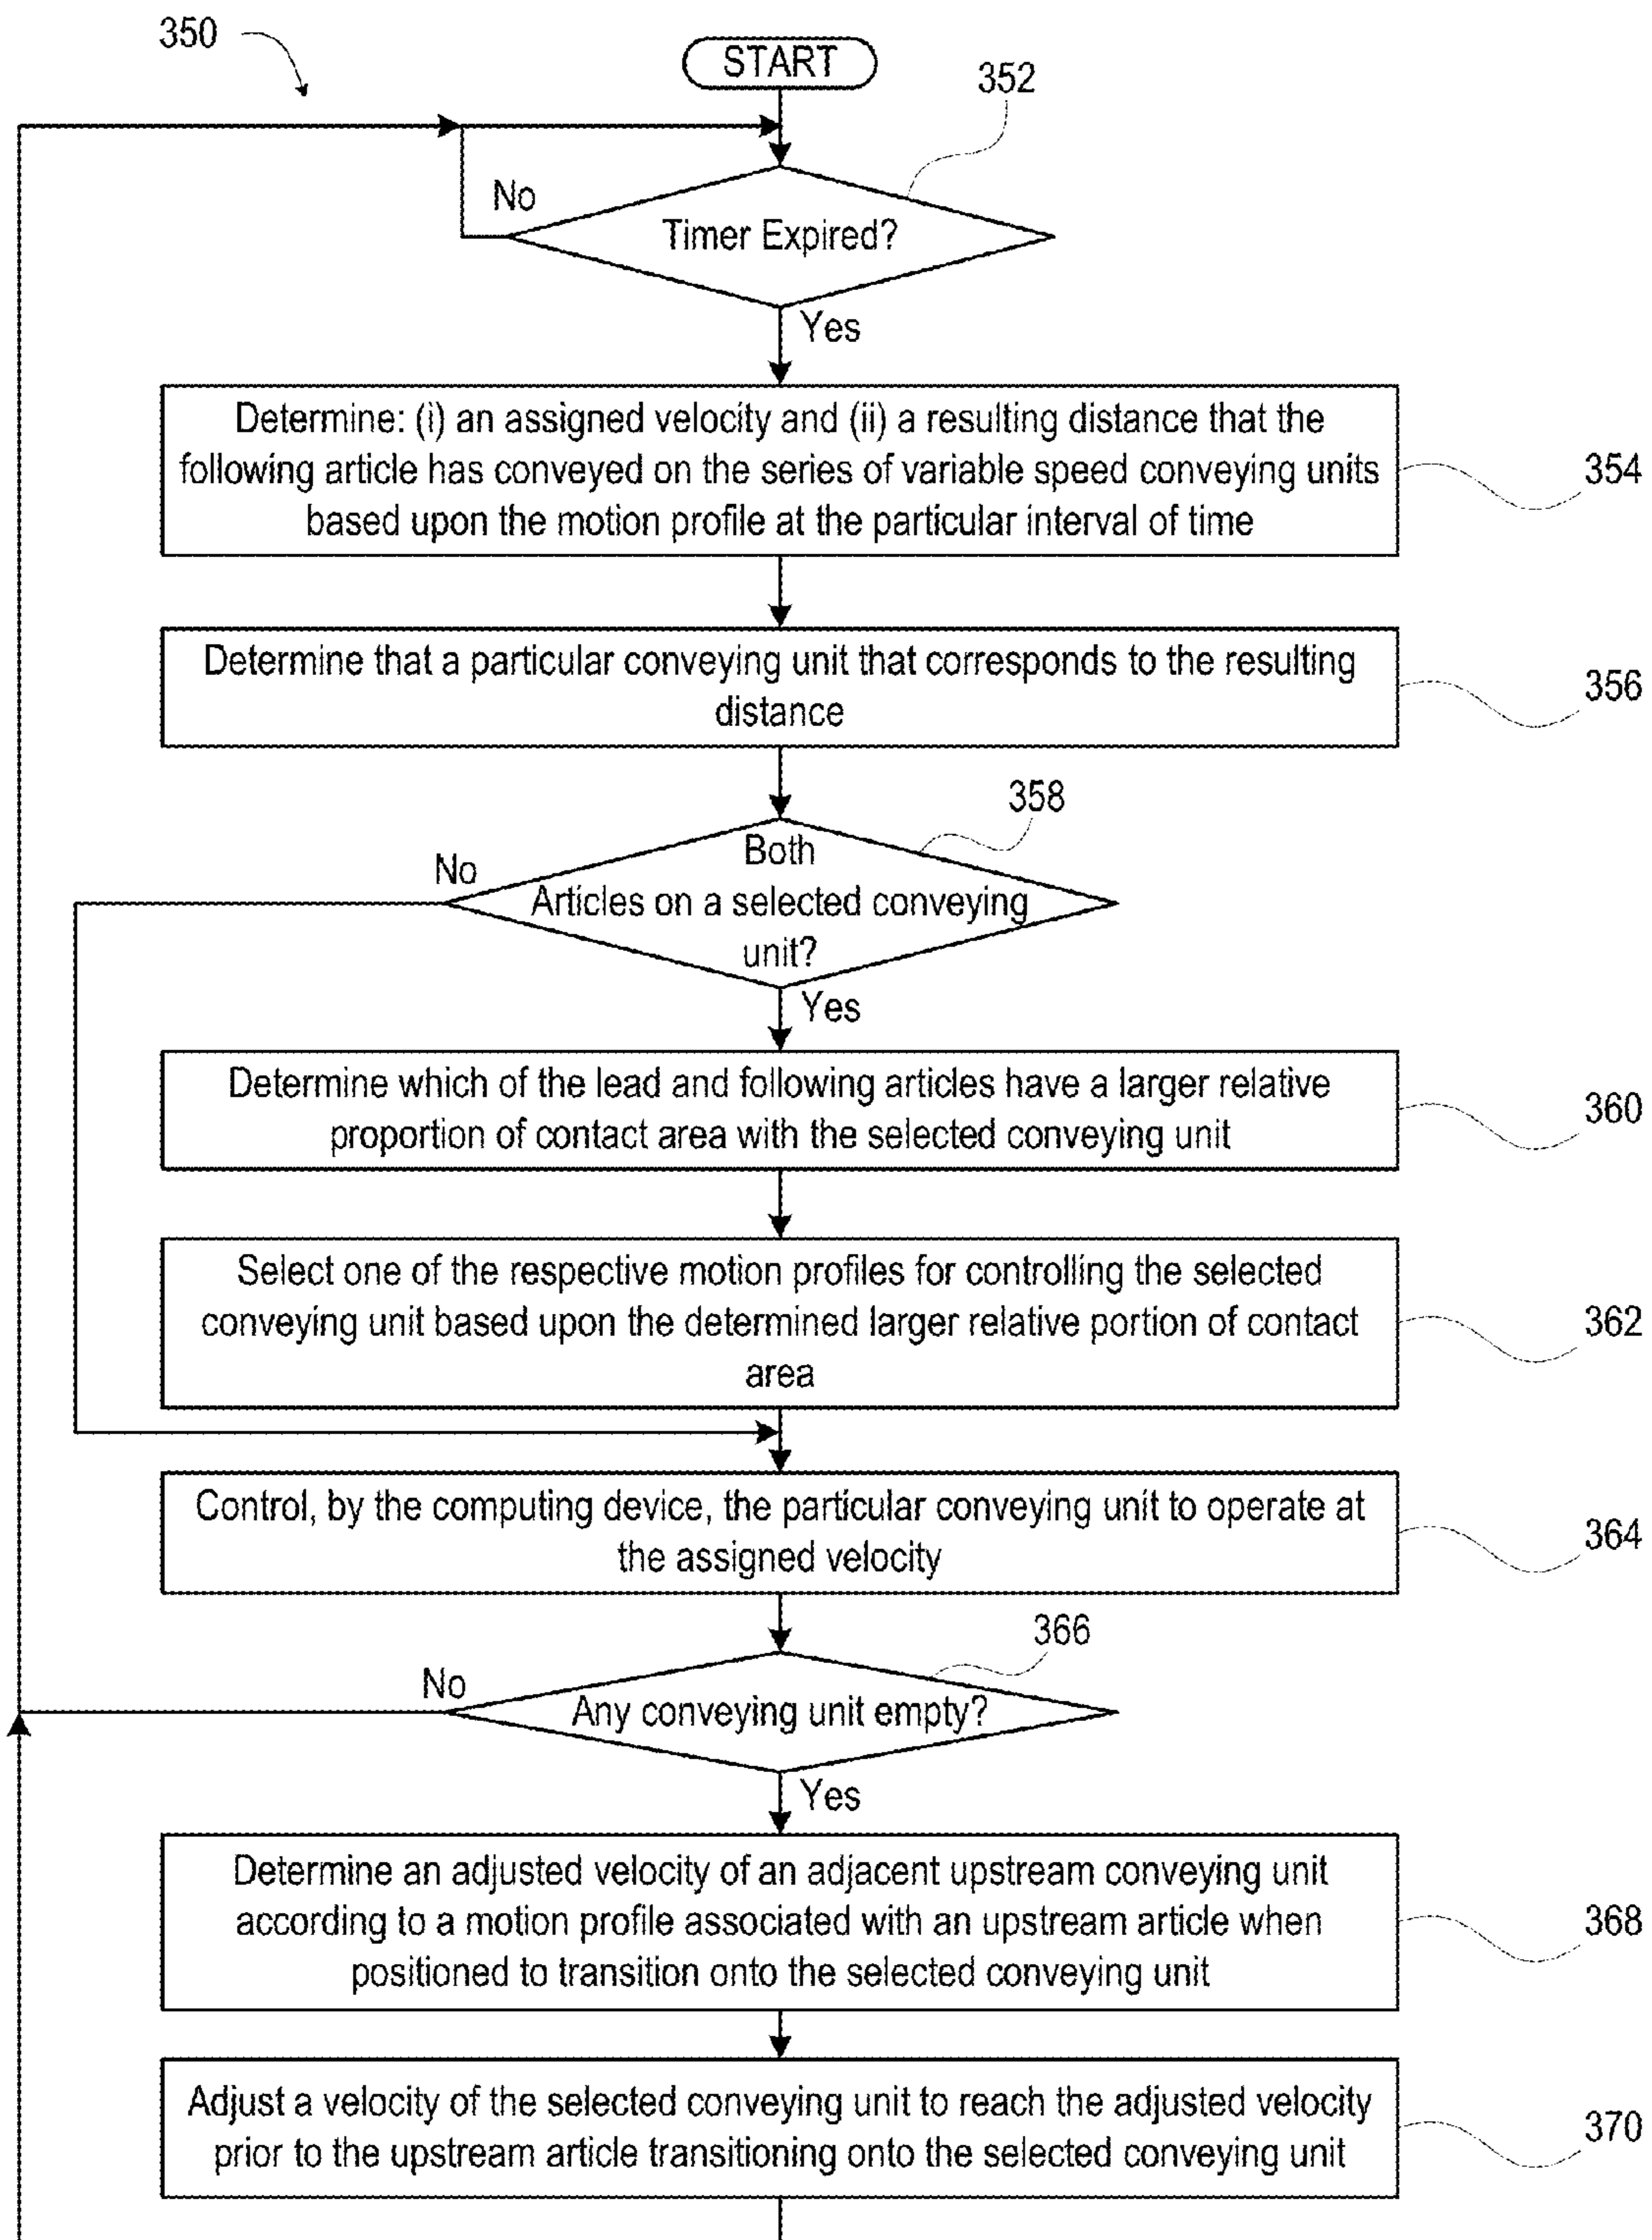 350
START
352
No
Timer Expired?
Yes
Determine: (i) an assigned velocity and (ii) a resulting distance that the
following article has conveyed on the series of variable speed conveying units
based upon the motion profile at the particular interval of time
354
Determine that a particular conveying unit that corresponds to the resulting
distance
356
358
No
Both
Articles on a selected conveying
unit?
Yes
Determine which of the lead and following articles have a larger relative
proportion of contact area with the selected conveying unit
360
Select one of the respective motion profiles for controlling the selected
conveying unit based upon the determined larger relative portion of contact
area
362
Control, by the computing device, the particular conveying unit to operate at
the assigned velocity
364
366
No
Any conveying unit empty?
Yes
Determine an adjusted velocity of an adjacent upstream conveying unit
according to a motion profile associated with an upstream article when
positioned to transition onto the selected conveying unit
368
Adjust a velocity of the selected conveying unit to reach the adjusted velocity
prior to the upstream article transitioning onto the selected conveying unit
370